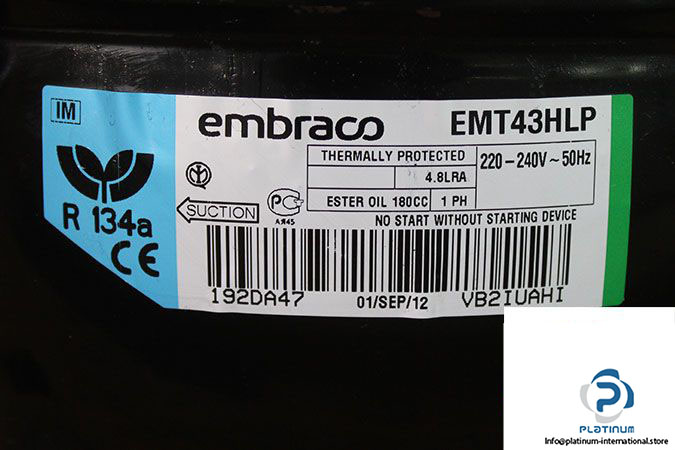 IM
embraco
EMT43HLP
THERMALLY PROTECTED
4.8LRA
220-240V~50Hz
ESTER OIL 180CC
1 PH
SUCTION
R 134a
CE
NO START WITHOUT STARTING DEVICE
192DA47
01/SEP/12
VB2IUAHI
PLATINUM
Info@platinum-international.store